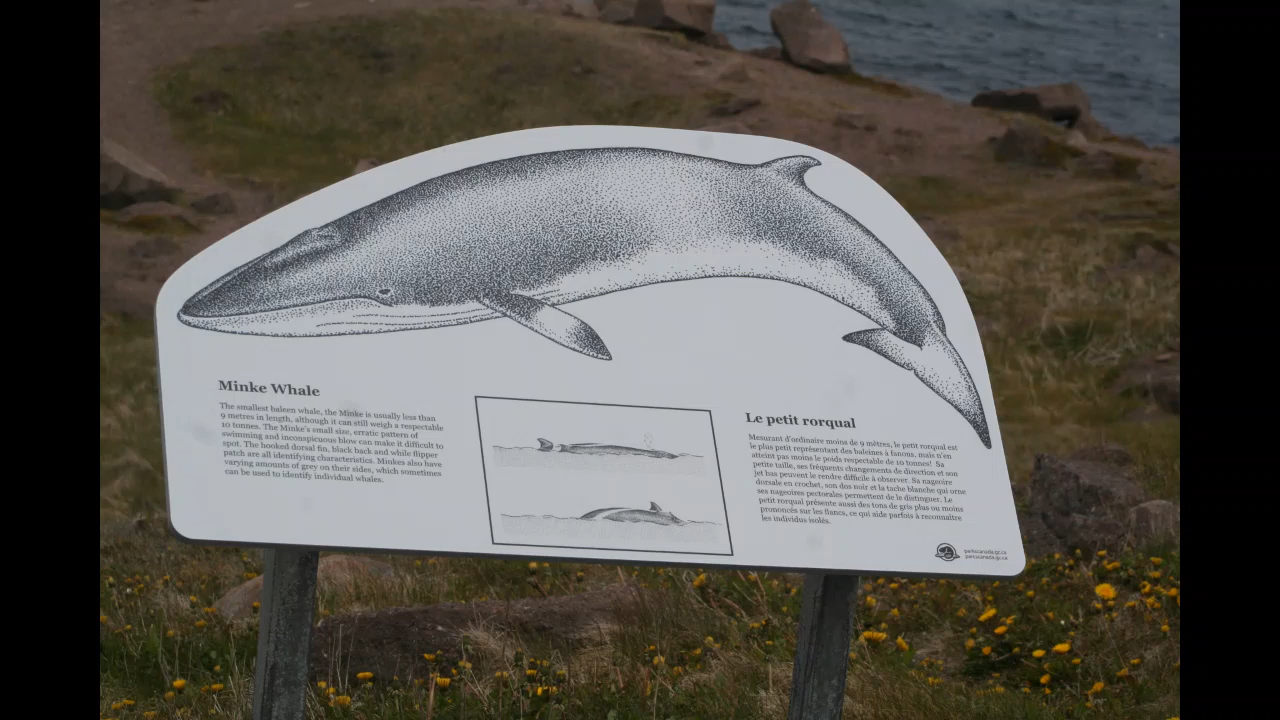 Minke Whale
The smallest baleen whale, the Minke is usually less than
9 metres in length, although it can still weigh a respectable
10 tonnes. The Minke's small size, erratic pattern of
swimming and inconspicuous blow can make it difficult to
spot. The hooked dorsal fin, black back and while flipper
patch are all identifying characteristics. Minkes also have
varying amounts of grey on their sides, which sometimes
can be used to identify individual whales.
Le petit rorqual
Mesurant d'ordinaire moins de 9 mètres, le petit rorqual est
le plus petit représentant des baleines à fanons, mais n'en
atteint pas moins le poids respectable de 10 tonnes! Sa
petite taille, ses fréquents changements de direction et son
jet bas peuvent le rendre difficile à observer. Sa nageoire
dorsale en crochet, son dos noir et la tache blanche qui orne
ses nageoires pectorales permettent de le distinguer. Le
petit rorqual présente aussi des tons de gris plus ou moins
prononcés sur les flancs, ce qui aide parfois à reconnaître
les individus isolés.
parkscanada.gc.ca
parcscanada.gc.ca